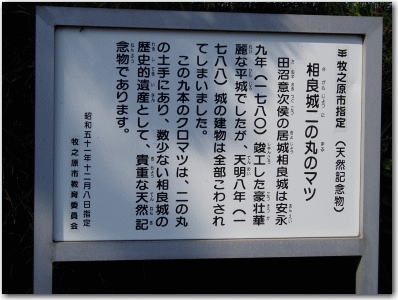 牧之原市指定 (天然記念物)
相良城二の丸のマツ
田沼意次侯の居城相良城は安永
九年(一七八〇)竣工した豪壮華
麗な平城でしたが、天明八年(一
七八八)城の建物は全部こわされ
てしまいました。
この九本のクロマツは、二の丸
の土手にあり、数少ない相良城の
歴史的遺産として、貴重な天然記
念物であります。
昭和五十一年十二月八日指定
牧之原市教育委員会